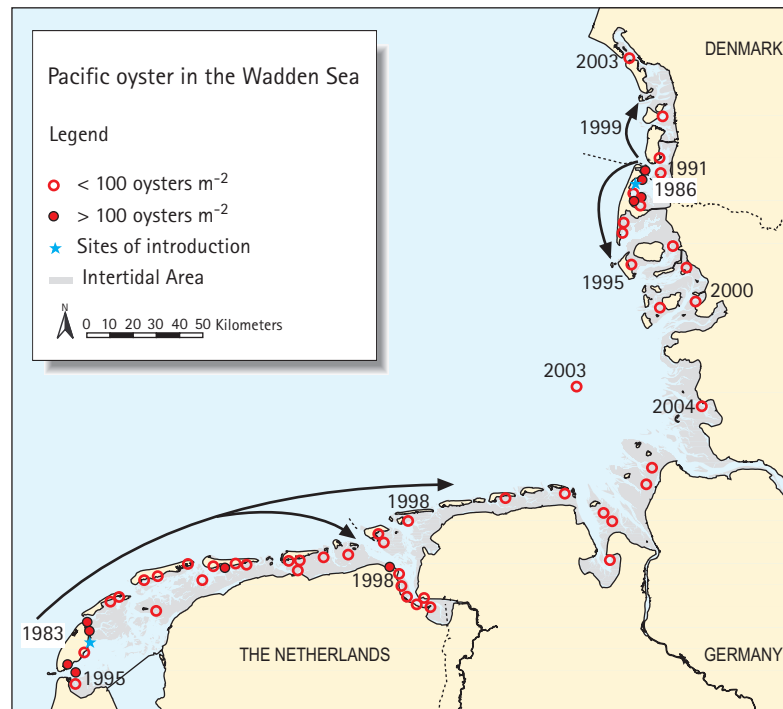 Pacific oyster in the Wadden Sea
Legend
< 100 oysters m⁻²
> 100 oysters m⁻²
Sites of introduction
Intertidal Area
N
0 10 20 30 40 50 Kilometers
DENMARK
2003
1999
1991
1986
1995
2000
2003
2004
1998
1998
1983
1995
THE NETHERLANDS
GERMANY